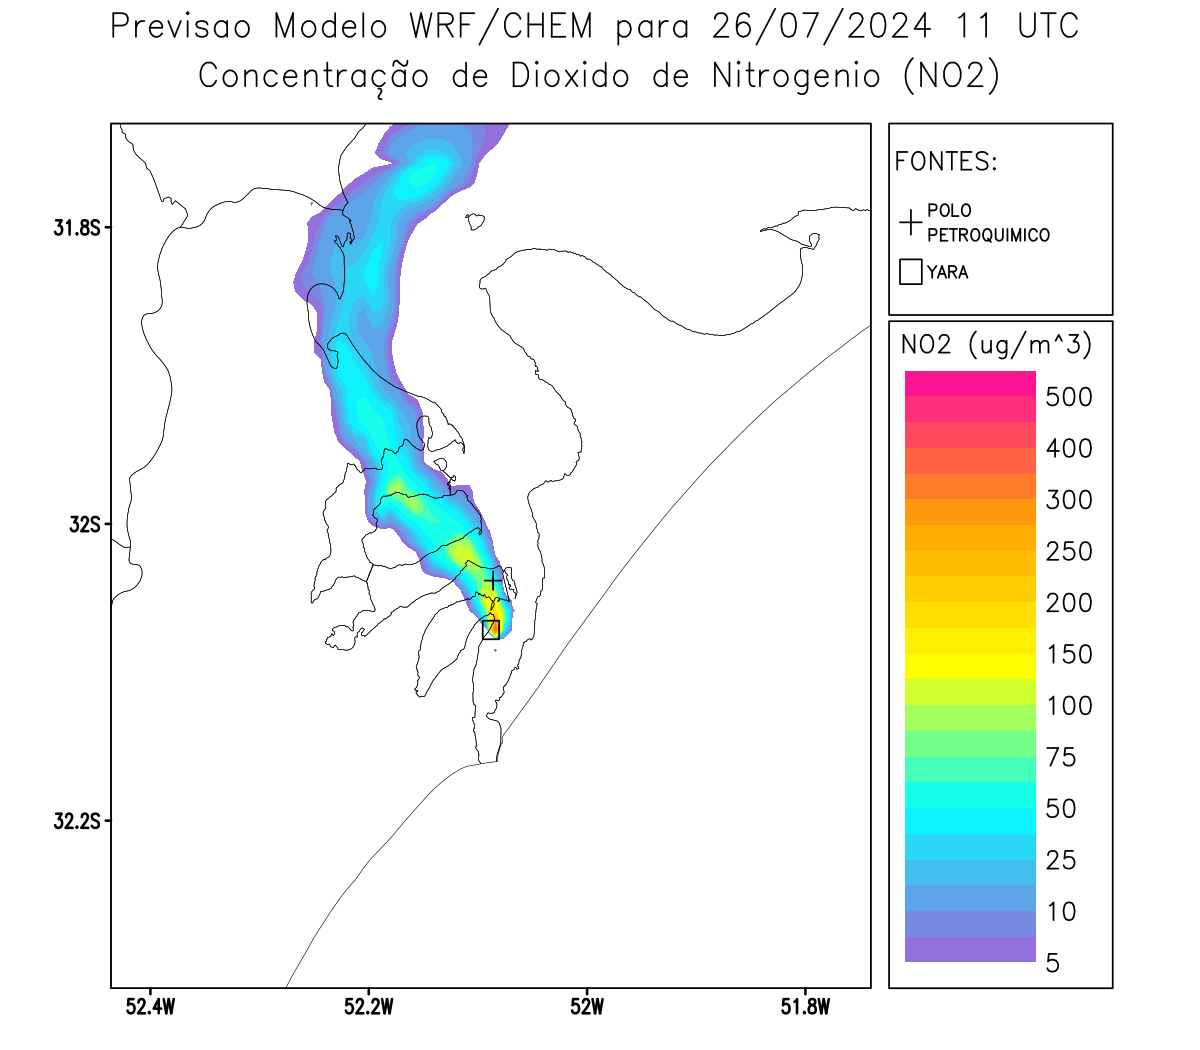 Previsao Modelo WRF/CHEM para 26/07/2024 11 UTC
Concentração de Dioxido de Nitrogenio (NO2)
FONTES:
POLO
PETROQUIMICO
YARA
31.8S
32S
32.2S
52.4W
52.2W
52W
51.8W
NO2 (ug/m^3)
500
400
300
250
200
150
100
75
50
25
10
5